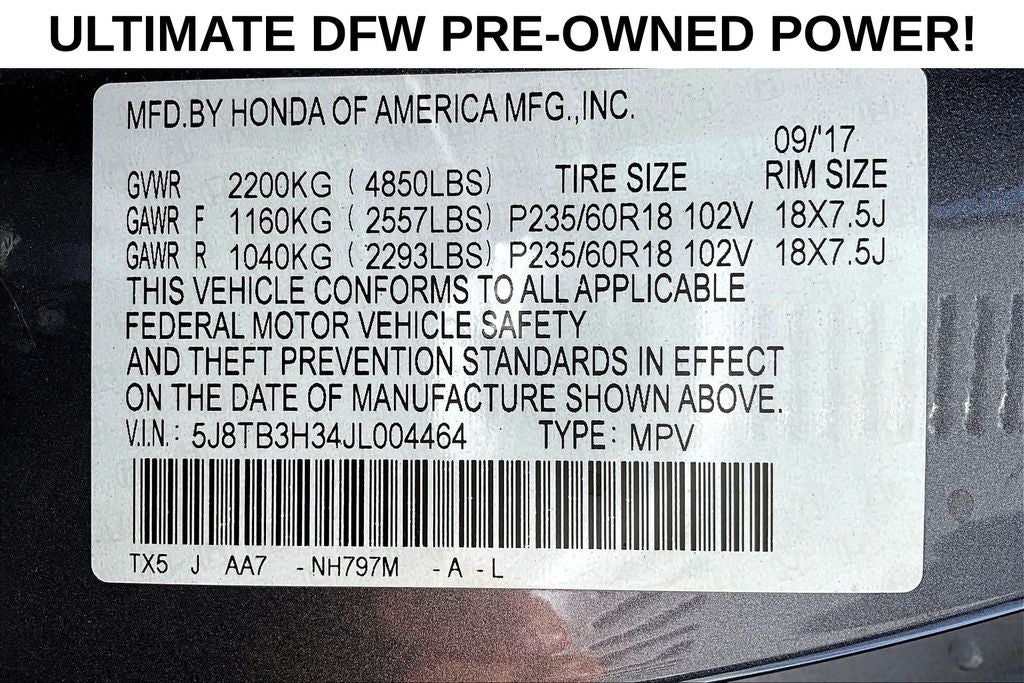 ULTIMATE DFW PRE-OWNED POWER!
MFD.BY HONDA OF AMERICA MFG.,INC.
09/'17
GVWR 2200KG ( 4850LBS) TIRE SIZE RIM SIZE
GAWR F 1160KG ( 2557LBS) P235/60R18 102V 18X7.5J
GAWR R 1040KG ( 2293LBS) P235/60R18 102V 18X7.5J
THIS VEHICLE CONFORMS TO ALL APPLICABLE
FEDERAL MOTOR VEHICLE SAFETY
AND THEFT PREVENTION STANDARDS IN EFFECT
ON THE DATE OF MANUFACTURE SHOWN ABOVE.
V.I.N.: 5J8TB3H34JL004464 TYPE: MPV
TX5 J AA7 -NH797M -A -L